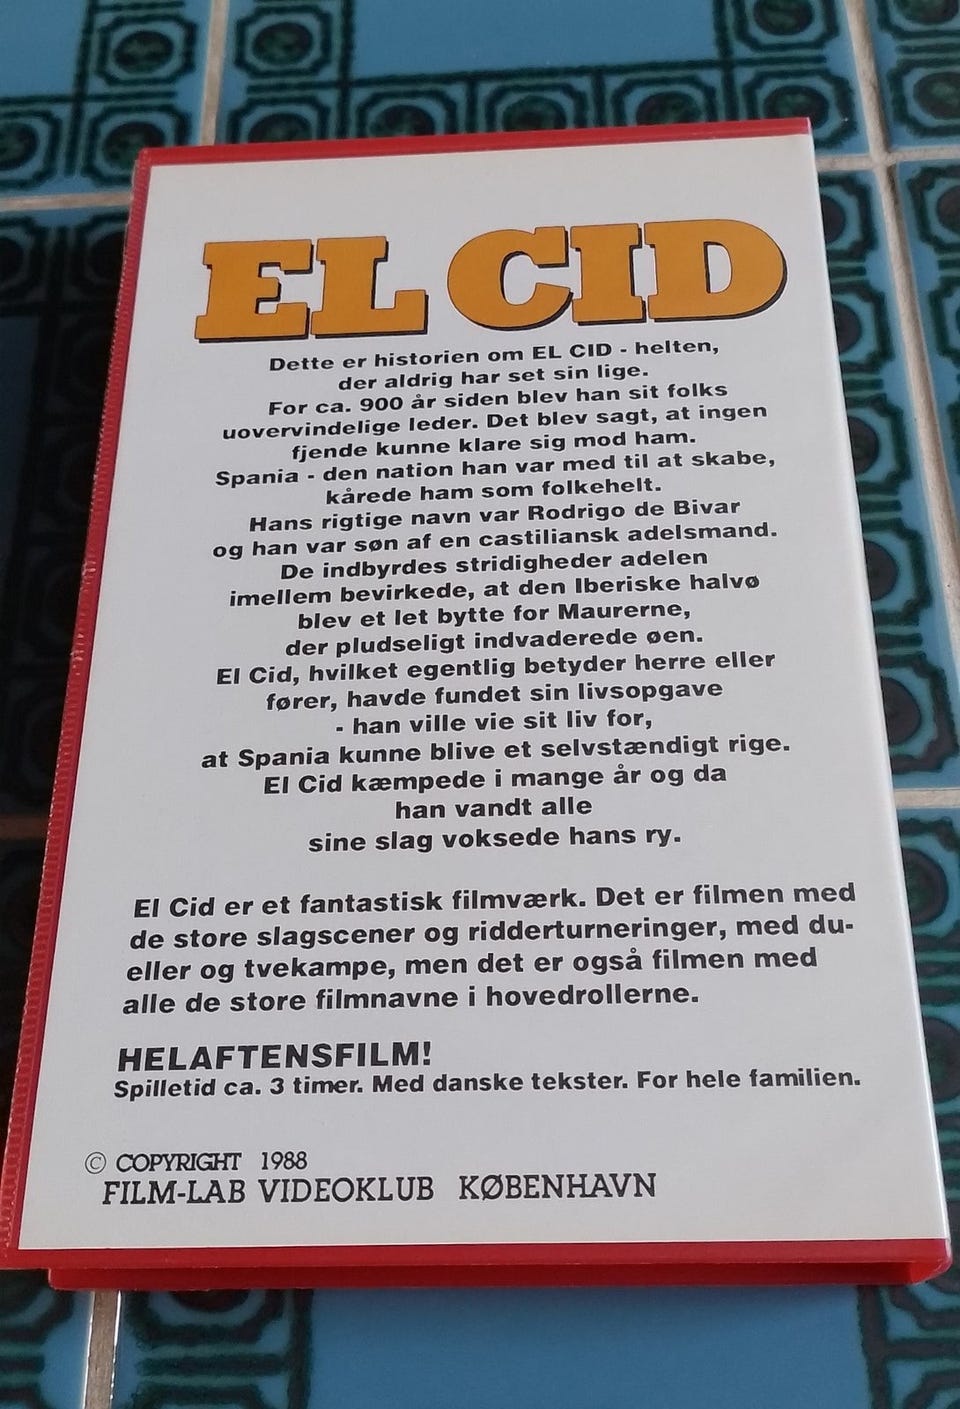 EL CID
Dette er historien om EL CID - helten,
der aldrig har set sin lige.
For ca. 900 år siden blev han sit folks
uovervindelige leder. Det blev sagt, at ingen
fjende kunne klare sig mod ham.
Spania - den nation han var med til at skabe,
kårede ham som folkehelt.
Hans rigtige navn var Rodrigo de Bivar
og han var søn af en castiliansk adelsmand.
De indbyrdes stridigheder adelen
imellem bevirkede, at den Iberiske halvø
blev et let bytte for Maurerne,
der pludseligt indvaderede øen.
El Cid, hvilket egentlig betyder herre eller
fører, havde fundet sin livsopgave
- han ville vie sit liv for,
at Spania kunne blive et selvstændigt rige.
El Cid kæmpede i mange år og da
han vandt alle
sine slag voksede hans ry.
El Cid er et fantastisk filmværk. Det er filmen med
de store slagscener og ridderturneringer, med du-
eller og tvekampe, men det er også filmen med
alle de store filmnavne i hovedrollerne.
HELAFTENSFILM!
Spilletid ca. 3 timer. Med danske tekster. For hele familien.
© COPYRIGHT 1988
FILM-LAB VIDEOKLUB KØBENHAVN